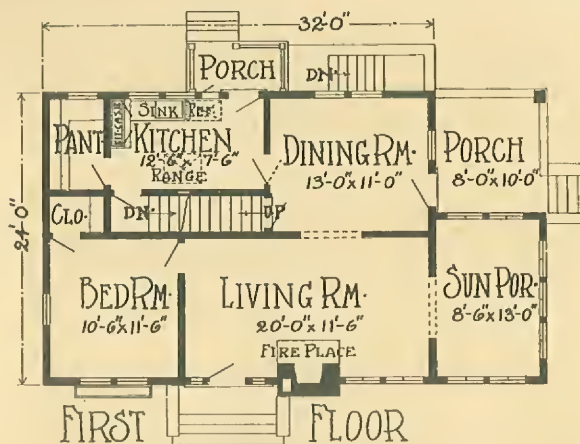 32'-0"
PORCH
DN.
SINK REF.
PANT.
KITCHEN
12'-6" x 7'-6"
RANGE
DINING RM.
13'-0" x 11'-0"
PORCH
8'-0" x 10'-0"
24'-0"
CLO.
DN.
UP
BED RM.
10'-6" x 11'-6"
LIVING RM.
20'-0" x 11'-6"
FIRE PLACE
SUN POR.
8'-6" x 13'-0"
FIRST FLOOR